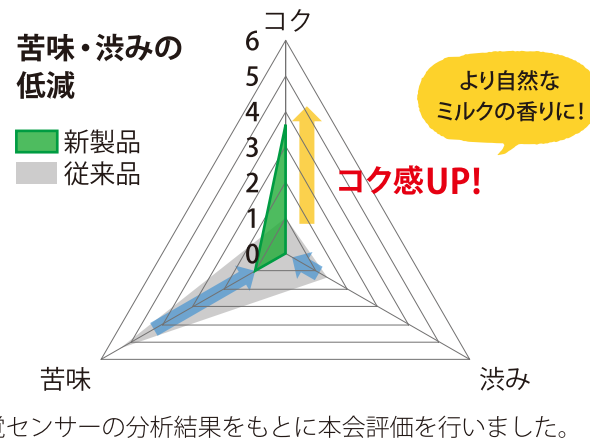 コク
苦味・渋みの
低減
新製品
従来品
6
5
4
3
2
1
0
より自然な
ミルクの香りに!
コク感UP!
苦味
渋み
覚センサーの分析結果をもとに本会評価を行いました。